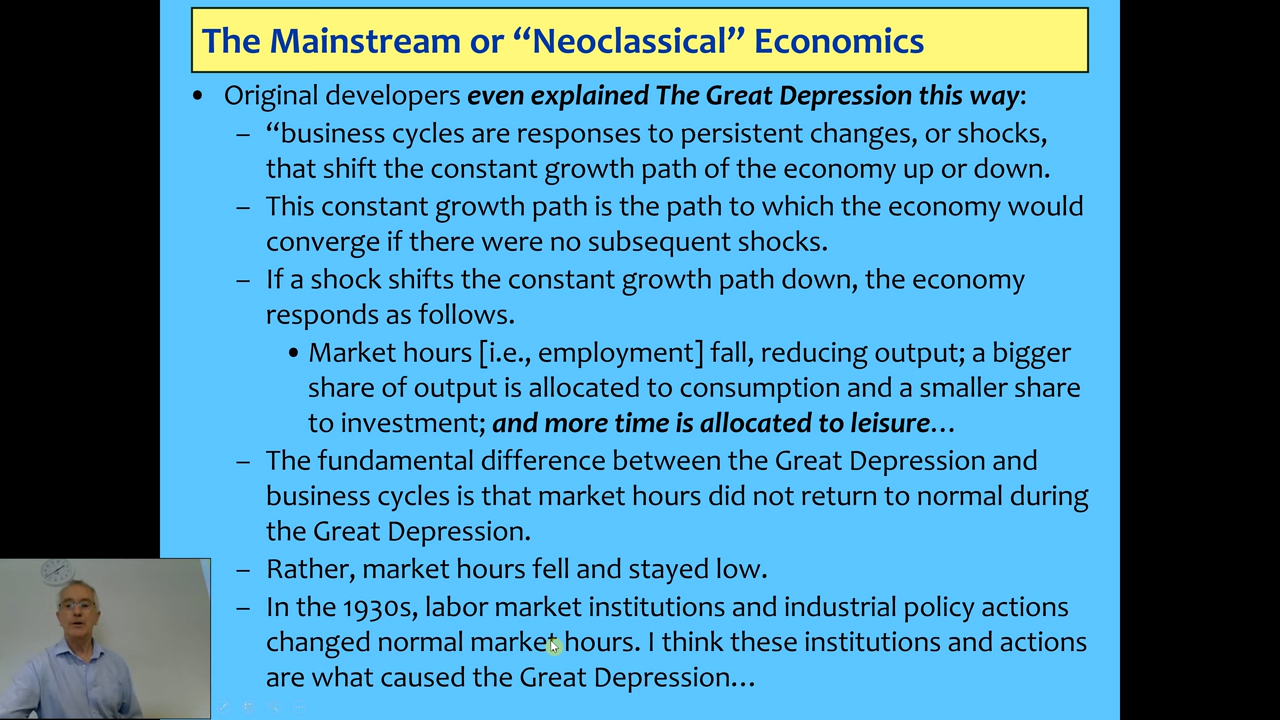 The Mainstream or “Neoclassical” Economics
• Original developers even explained The Great Depression this way:
– “business cycles are responses to persistent changes, or shocks,
that shift the constant growth path of the economy up or down.
– This constant growth path is the path to which the economy would
converge if there were no subsequent shocks.
– If a shock shifts the constant growth path down, the economy
responds as follows.
• Market hours [i.e., employment] fall, reducing output; a bigger
share of output is allocated to consumption and a smaller share
to investment; and more time is allocated to leisure…
– The fundamental difference between the Great Depression and
business cycles is that market hours did not return to normal during
the Great Depression.
– Rather, market hours fell and stayed low.
– In the 1930s, labor market institutions and industrial policy actions
changed normal market hours. I think these institutions and actions
are what caused the Great Depression…